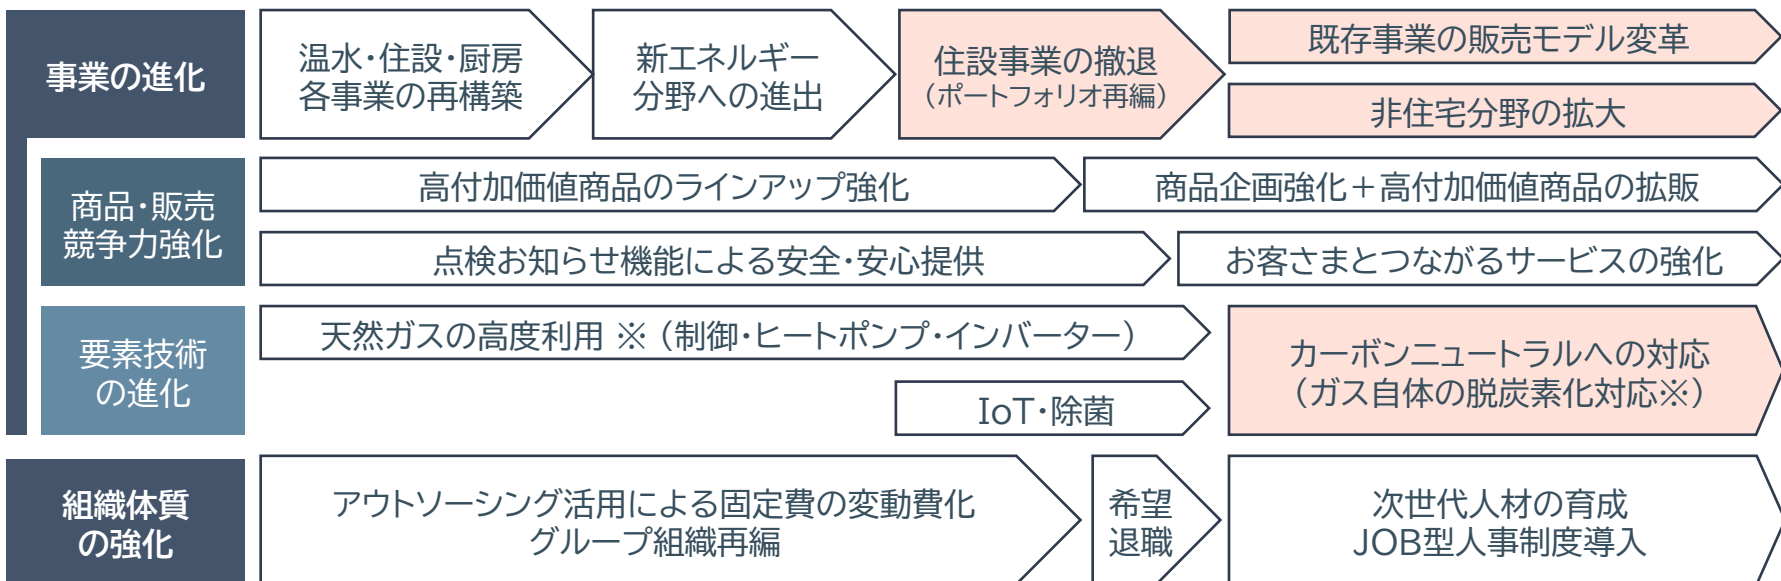 事業の進化
温水・住設・厨房
各事業の再構築
新エネルギー
分野への進出
住設事業の撤退
（ポートフォリオ再編）
既存事業の販売モデル変革
非住宅分野の拡大
商品・販売
競争力強化
高付加価値商品のラインアップ強化
商品企画強化＋高付加価値商品の拡販
点検お知らせ機能による安全・安心提供
お客さまとつながるサービスの強化
要素技術
の進化
天然ガスの高度利用 ※（制御・ヒートポンプ・インバーター）
IoT・除菌
カーボンニュートラルへの対応
（ガス自体の脱炭素化対応※）
組織体質
の強化
アウトソーシング活用による固定費の変動費化
グループ組織再編
希望
退職
次世代人材の育成
JOB型人事制度導入